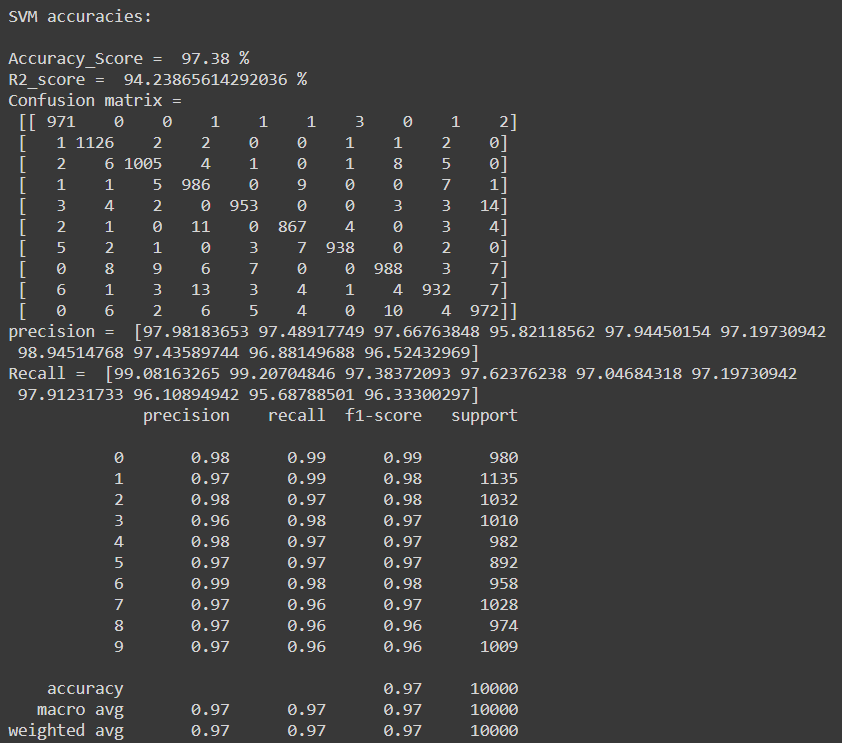 SVM accuracies:
Accuracy_Score =  97.38 %
R2_score =  94.23865614292036 %
Confusion matrix =
[[ 971    0    0    1    1    1    3    0    1    2]
[   1 1126    2    2    0    0    1    1    2    0]
[   2    6 1005    4    1    0    1    8    5    0]
[   1    1    5  986    0    9    0    0    7    1]
[   3    4    2    0  953    0    0    3    3   14]
[   2    1    0   11    0  867    4    0    3    4]
[   5    2    1    0    3    7  938    0    2    0]
[   0    8    9    6    7    0    0  988    3    7]
[   6    1    3   13    3    4    1    4  932    7]
[   0    6    2    6    5    4    0   10    4  972]]
precision =  [97.98183653 97.48917749 97.66763848 95.82118562 97.94450154 97.19730942
98.94514768 97.43589744 96.88149688 96.52432969]
Recall =  [99.08163265 99.20704846 97.38372093 97.62376238 97.04684318 97.19730942
97.91231733 96.10894942 95.68788501 96.33300297]
precision    recall  f1-score   support
0       0.98      0.99      0.99       980
1       0.97      0.99      0.98      1135
2       0.98      0.97      0.98      1032
3       0.96      0.98      0.97      1010
4       0.98      0.97      0.97       982
5       0.97      0.97      0.97       892
6       0.99      0.98      0.98       958
7       0.97      0.96      0.97      1028
8       0.97      0.96      0.96       974
9       0.97      0.96      0.96      1009
accuracy                           0.97     10000
macro avg       0.97      0.97      0.97     10000
weighted avg       0.97      0.97      0.97     10000